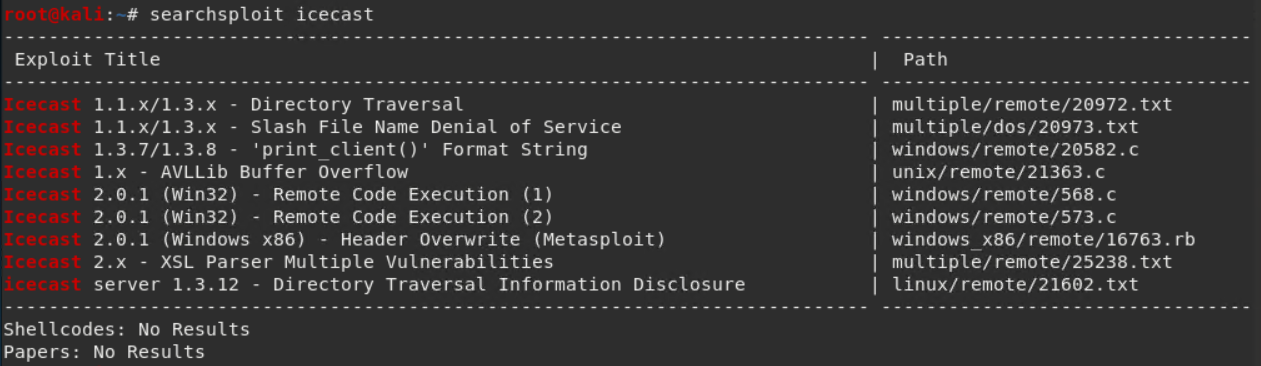 root@kali:~# searchsploit icecast
------------------------------------------------------------------------------ ---------------------------------
 Exploit Title                                                                |  Path
------------------------------------------------------------------------------ ---------------------------------
Icecast 1.1.x/1.3.x - Directory Traversal                                     | multiple/remote/20972.txt
Icecast 1.1.x/1.3.x - Slash File Name Denial of Service                       | multiple/dos/20973.txt
Icecast 1.3.7/1.3.8 - 'print_client()' Format String                          | windows/remote/20582.c
Icecast 1.x - AVLLib Buffer Overflow                                          | unix/remote/21363.c
Icecast 2.0.1 (Win32) - Remote Code Execution (1)                             | windows/remote/568.c
Icecast 2.0.1 (Win32) - Remote Code Execution (2)                             | windows/remote/573.c
Icecast 2.0.1 (Windows x86) - Header Overwrite (Metasploit)                   | windows_x86/remote/16763.rb
Icecast 2.x - XSL Parser Multiple Vulnerabilities                             | multiple/remote/25238.txt
icecast server 1.3.12 - Directory Traversal Information Disclosure            | linux/remote/21602.txt
------------------------------------------------------------------------------ ---------------------------------
Shellcodes: No Results
Papers: No Results